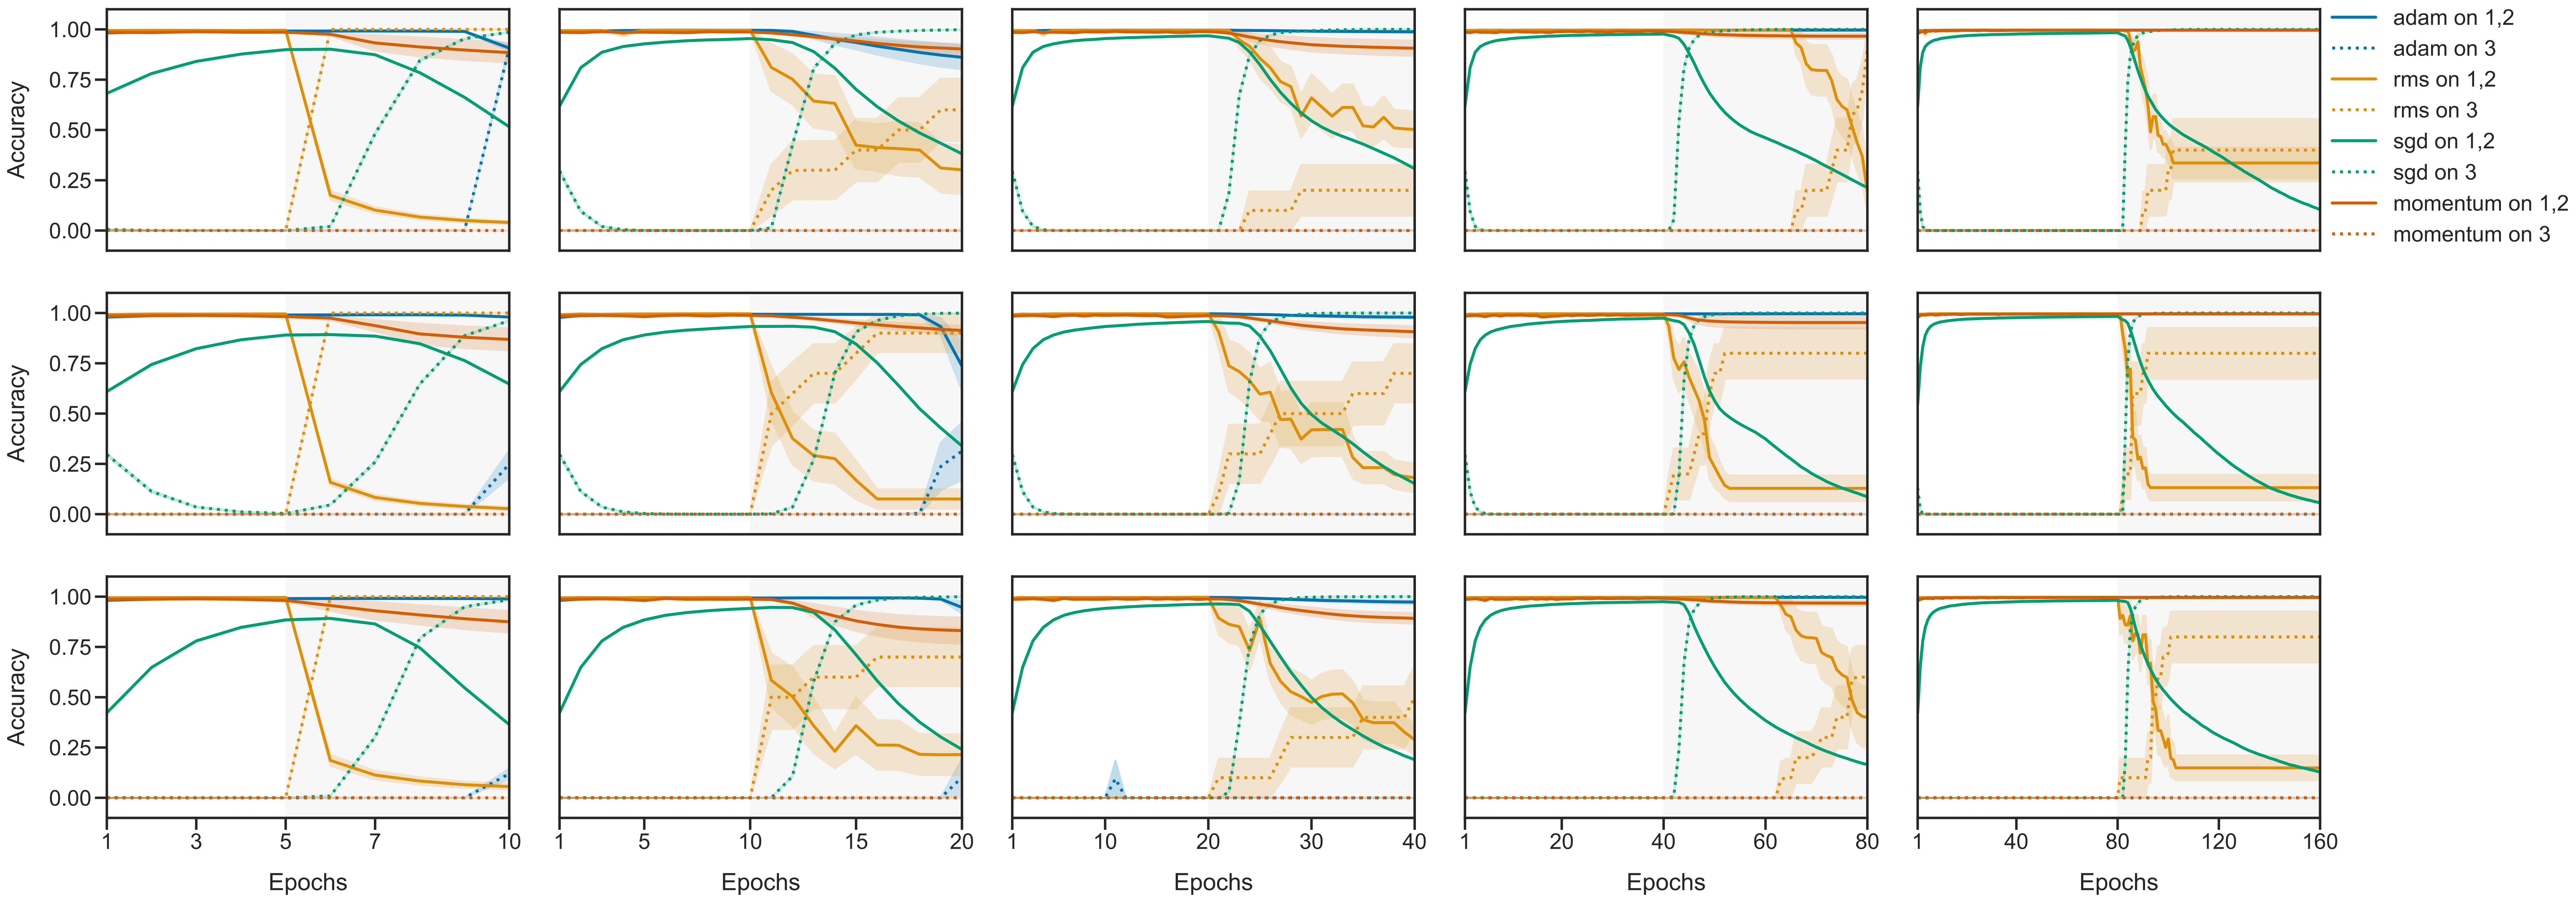 1.00
0.75
0.50
0.25
0.00
Accuracy
adam on 1,2
adam on 3
rms on 1,2
rms on 3
sgd on 1,2
sgd on 3
momentum on 1,2
momentum on 3
1.00
0.75
0.50
0.25
0.00
Accuracy
1.00
0.75
0.50
0.25
0.00
Accuracy
1 3 5 7 10
1 5 10 15 20
1 10 20 30 40
1 20 40 60 80
1 40 80 120 160
Epochs Epochs Epochs Epochs Epochs